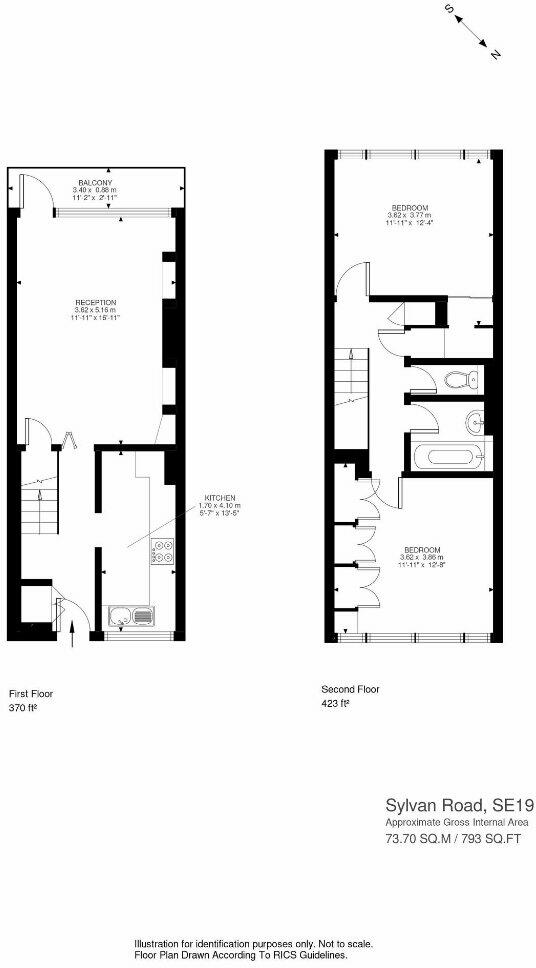 S
N
BALCONY
3.40 x 0.88 m
11'-2" x 2'-11"
RECEPTION
3.62 x 5.16 m
11'-11" x 16'-11"
KITCHEN
1.70 x 4.10 m
5'-7" x 13'-5"
First Floor
370 ft²
BEDROOM
3.62 x 3.77 m
11'-11" x 12'-4"
BEDROOM
3.62 x 3.86 m
11'-11" x 12'-8"
Second Floor
423 ft²
Sylvan Road, SE19
Approximate Gross Internal Area
73.70 SQ.M / 793 SQ.FT
Illustration for identification purposes only. Not to scale.
Floor Plan Drawn According To RICS Guidelines.